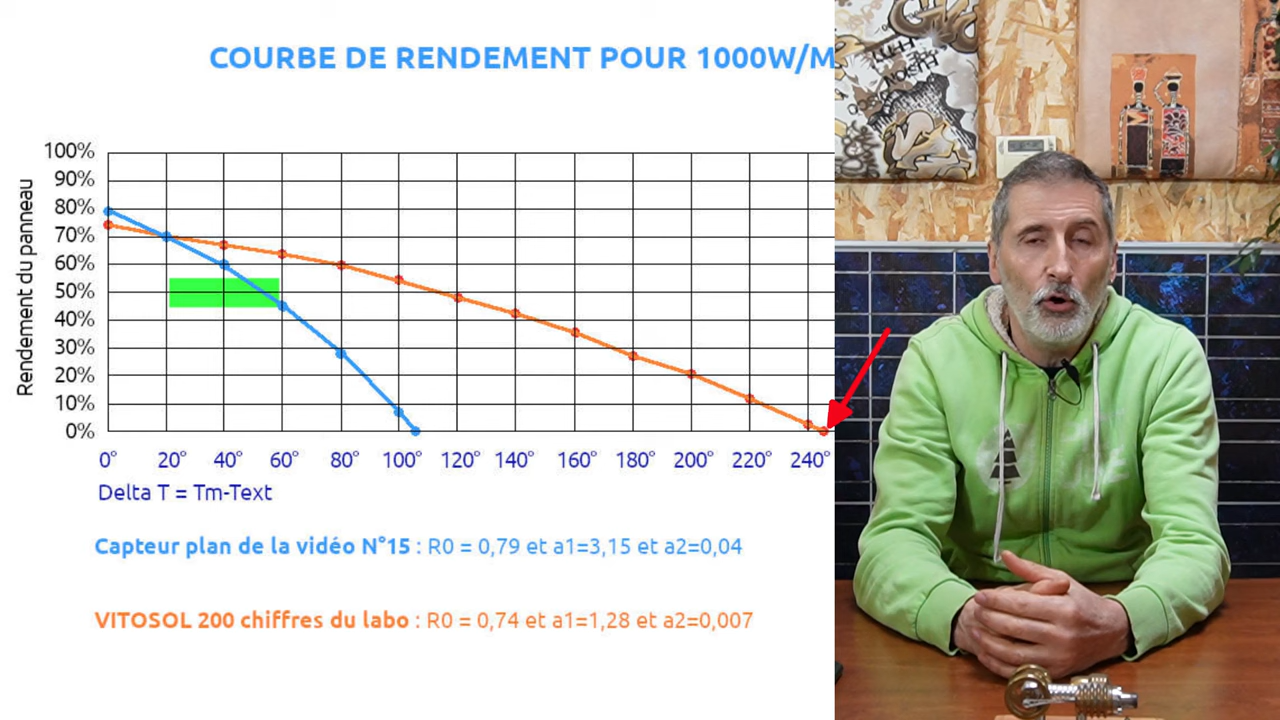 COURBE DE RENDEMENT POUR 1000W/M
100%
90%
80%
70%
60%
50%
40%
30%
20%
10%
0%
Rendement du panneau
0° 20° 40° 60° 80° 100° 120° 140° 160° 180° 200° 220° 240°
Delta T = Tm-Text
Capteur plan de la vidéo N°15 : R0 = 0,79 et a1=3,15 et a2=0,04
VITOSOL 200 chiffres du labo : R0 = 0,74 et a1=1,28 et a2=0,007